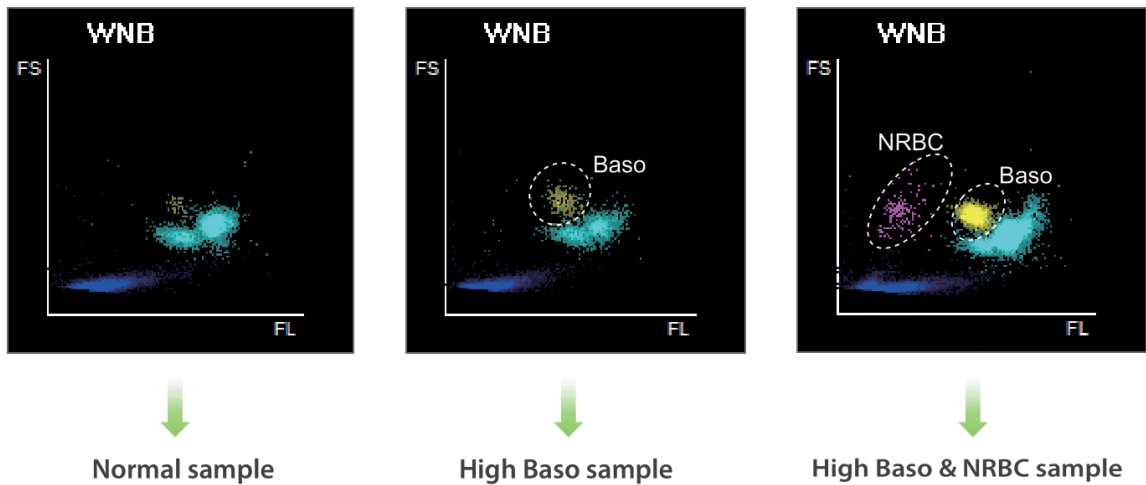 WNB
FS
FL
Normal sample
WNB
FS
Baso
FL
High Baso sample
WNB
FS
NRBC
Baso
FL
High Baso & NRBC sample